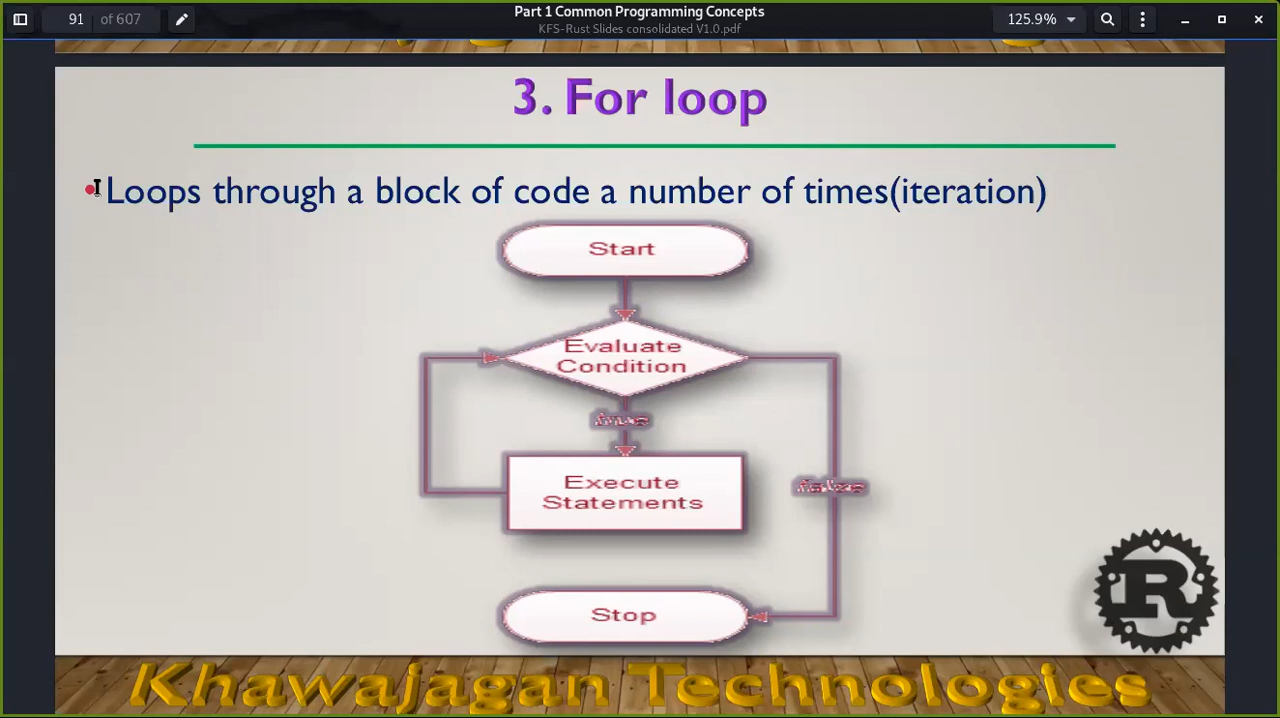 Part 1 Common Programming Concepts
91 of 607
KFS-Rust Slides consolidated V1.0.pdf
125.9%
3. For loop
•Loops through a block of code a number of times(iteration)
Start
Evaluate
Condition
true
Execute
Statements
false
Stop
R
Khawajagan Technologies